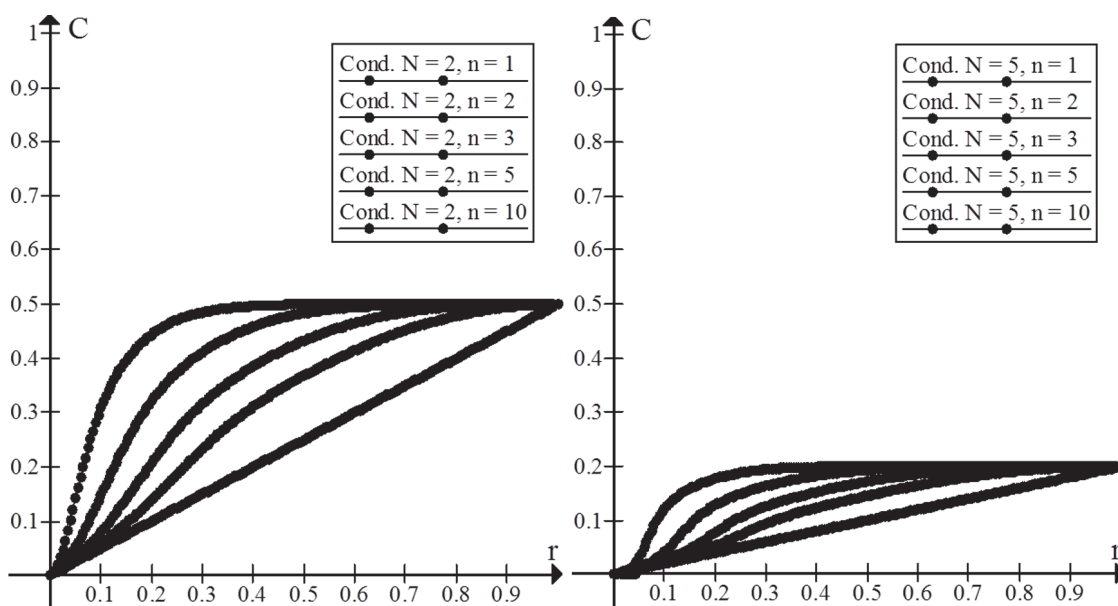 C
1
0.9
0.8
0.7
0.6
0.5
0.4
0.3
0.2
0.1
Cond. N = 2, n = 1
Cond. N = 2, n = 2
Cond. N = 2, n = 3
Cond. N = 2, n = 5
Cond. N = 2, n = 10
r
0.1 0.2 0.3 0.4 0.5 0.6 0.7 0.8 0.9
C
1
0.9
0.8
0.7
0.6
0.5
0.4
0.3
0.2
0.1
Cond. N = 5, n = 1
Cond. N = 5, n = 2
Cond. N = 5, n = 3
Cond. N = 5, n = 5
Cond. N = 5, n = 10
r
0.1 0.2 0.3 0.4 0.5 0.6 0.7 0.8 0.9